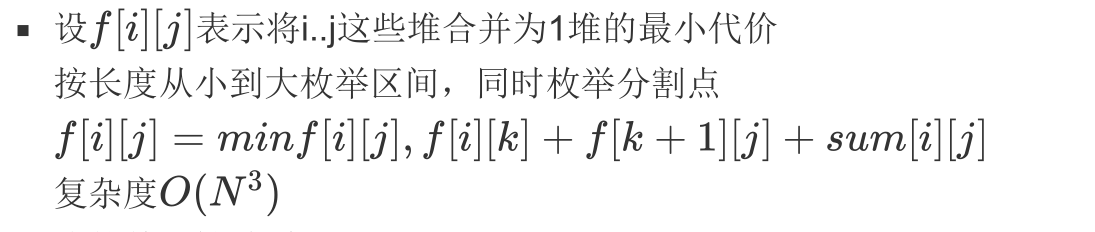 ▪ 设f[i][j]表示将i..j这些堆合并为1堆的最小代价
按长度从小到大枚举区间，同时枚举分割点
f[i][j] = minf[i][j], f[i][k] + f[k + 1][j] + sum[i][j]
复杂度O(N³)